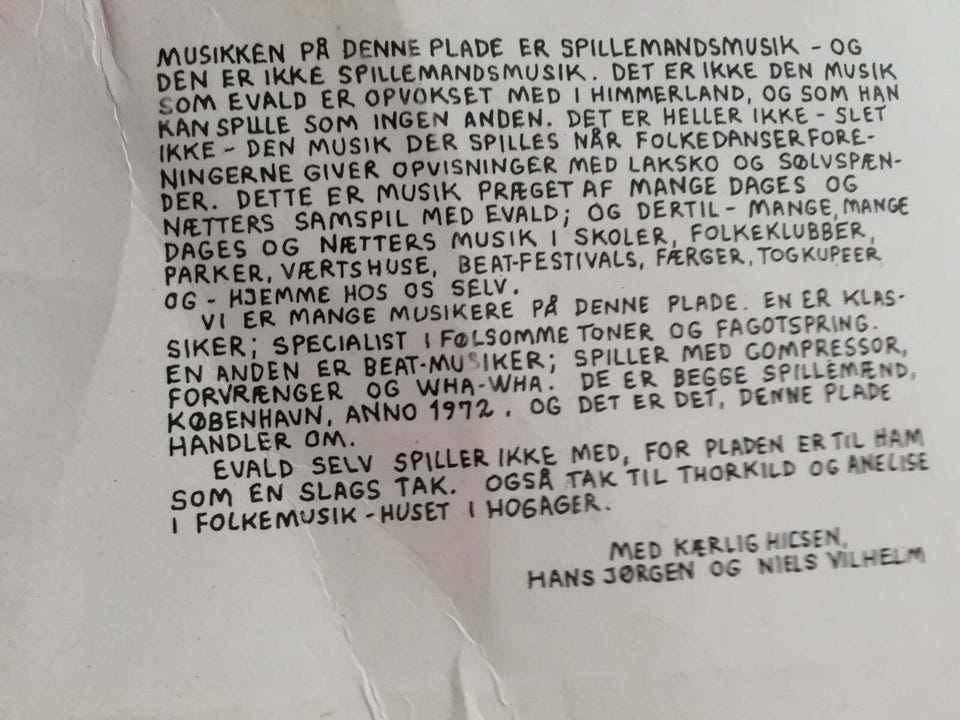 MUSIKKEN PÅ DENNE PLADE ER SPILLEMANDSMUSIK - OG
DEN ER IKKE SPILLEMANDSMUSIK. DET ER IKKE DEN MUSIK
SOM EVALD ER OPVOKSET MED I HIMMERLAND, OG SOM HAN
KAN SPILLE SOM INGEN ANDEN. DET ER HELLER IKKE - SLET
IKKE - DEN MUSIK DER SPILLES NÅR FOLKEDANSERFORE-
NINGERNE GIVER OPVISNINGER MED LAKSKO OG SØLVSPÆN-
DER. DETTE ER MUSIK PRÆGET AF MANGE DAGES OG
NÆTTERS SAMSPIL MED EVALD; OG DERTIL - MANGE, MANGE
DAGES OG NÆTTERS MUSIK I SKOLER, FOLKEKLUBBER,
PARKER, VÆRTSHUSE, BEAT-FESTIVALS, FÆRGER, TOGKUPEER
OG - HJEMME HOS OS SELV.
VI ER MANGE MUSIKERE PÅ DENNE PLADE. EN ER KLAS-
SIKER; SPECIALIST I FØLSOMME TONER OG FAGOTSPRING.
EN ANDEN ER BEAT-MUSIKER; SPILLER MED COMPRESSOR,
FORVRÆNGER OG WHA-WHA. DE ER BEGGE SPILLEMÆND,
KØBENHAVN, ANNO 1972. OG DET ER DET, DENNE PLADE
HANDLER OM.
EVALD SELV SPILLER IKKE MED, FOR PLADEN ER TIL HAM
SOM EN SLAGS TAK. OGSÅ TAK TIL THORKILD OG ANELISE
I FOLKEMUSIK-HUSET I HOGAGER.
MED KÆRLIG HILSEN,
HANS JØRGEN OG NIELS VILHELM